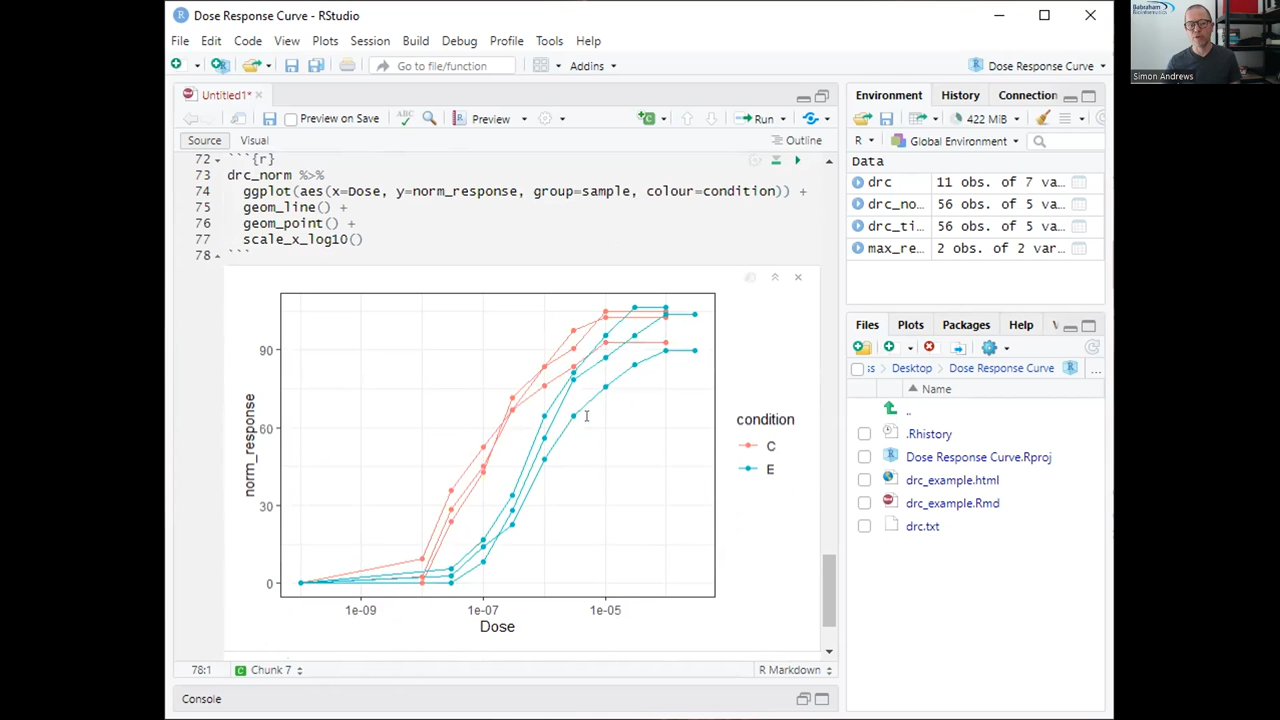 Dose Response Curve - RStudio
File Edit Code View Plots Session Build Debug Profile Tools Help
Go to file/function
Addins
Dose Response Curve
Untitled1*
Preview on Save
ABC
Preview
Run
Source Visual
Outline
72 ```{r}
73 drc_norm %>%
74 ggplot(aes(x=Dose, y=norm_response, group=sample, colour=condition)) +
75 geom_line() +
76 geom_point() +
77 scale_x_log10()
78 ```
norm_response
90
60
30
0
1e-09 1e-07 1e-05
Dose
condition
C
E
78:1 Chunk 7 R Markdown
Console
Environment History Connection
422 MiB
R Global Environment
Data
drc 11 obs. of 7 va…
drc_no… 56 obs. of 5 va…
drc_ti… 56 obs. of 5 va…
max_re… 2 obs. of 2 var…
Files Plots Packages Help V
ss Desktop Dose Response Curve ...
Name
..
.Rhistory
Dose Response Curve.Rproj
drc_example.html
drc_example.Rmd
drc.txt
Babraham
Bioinformatics
Simon Andrews